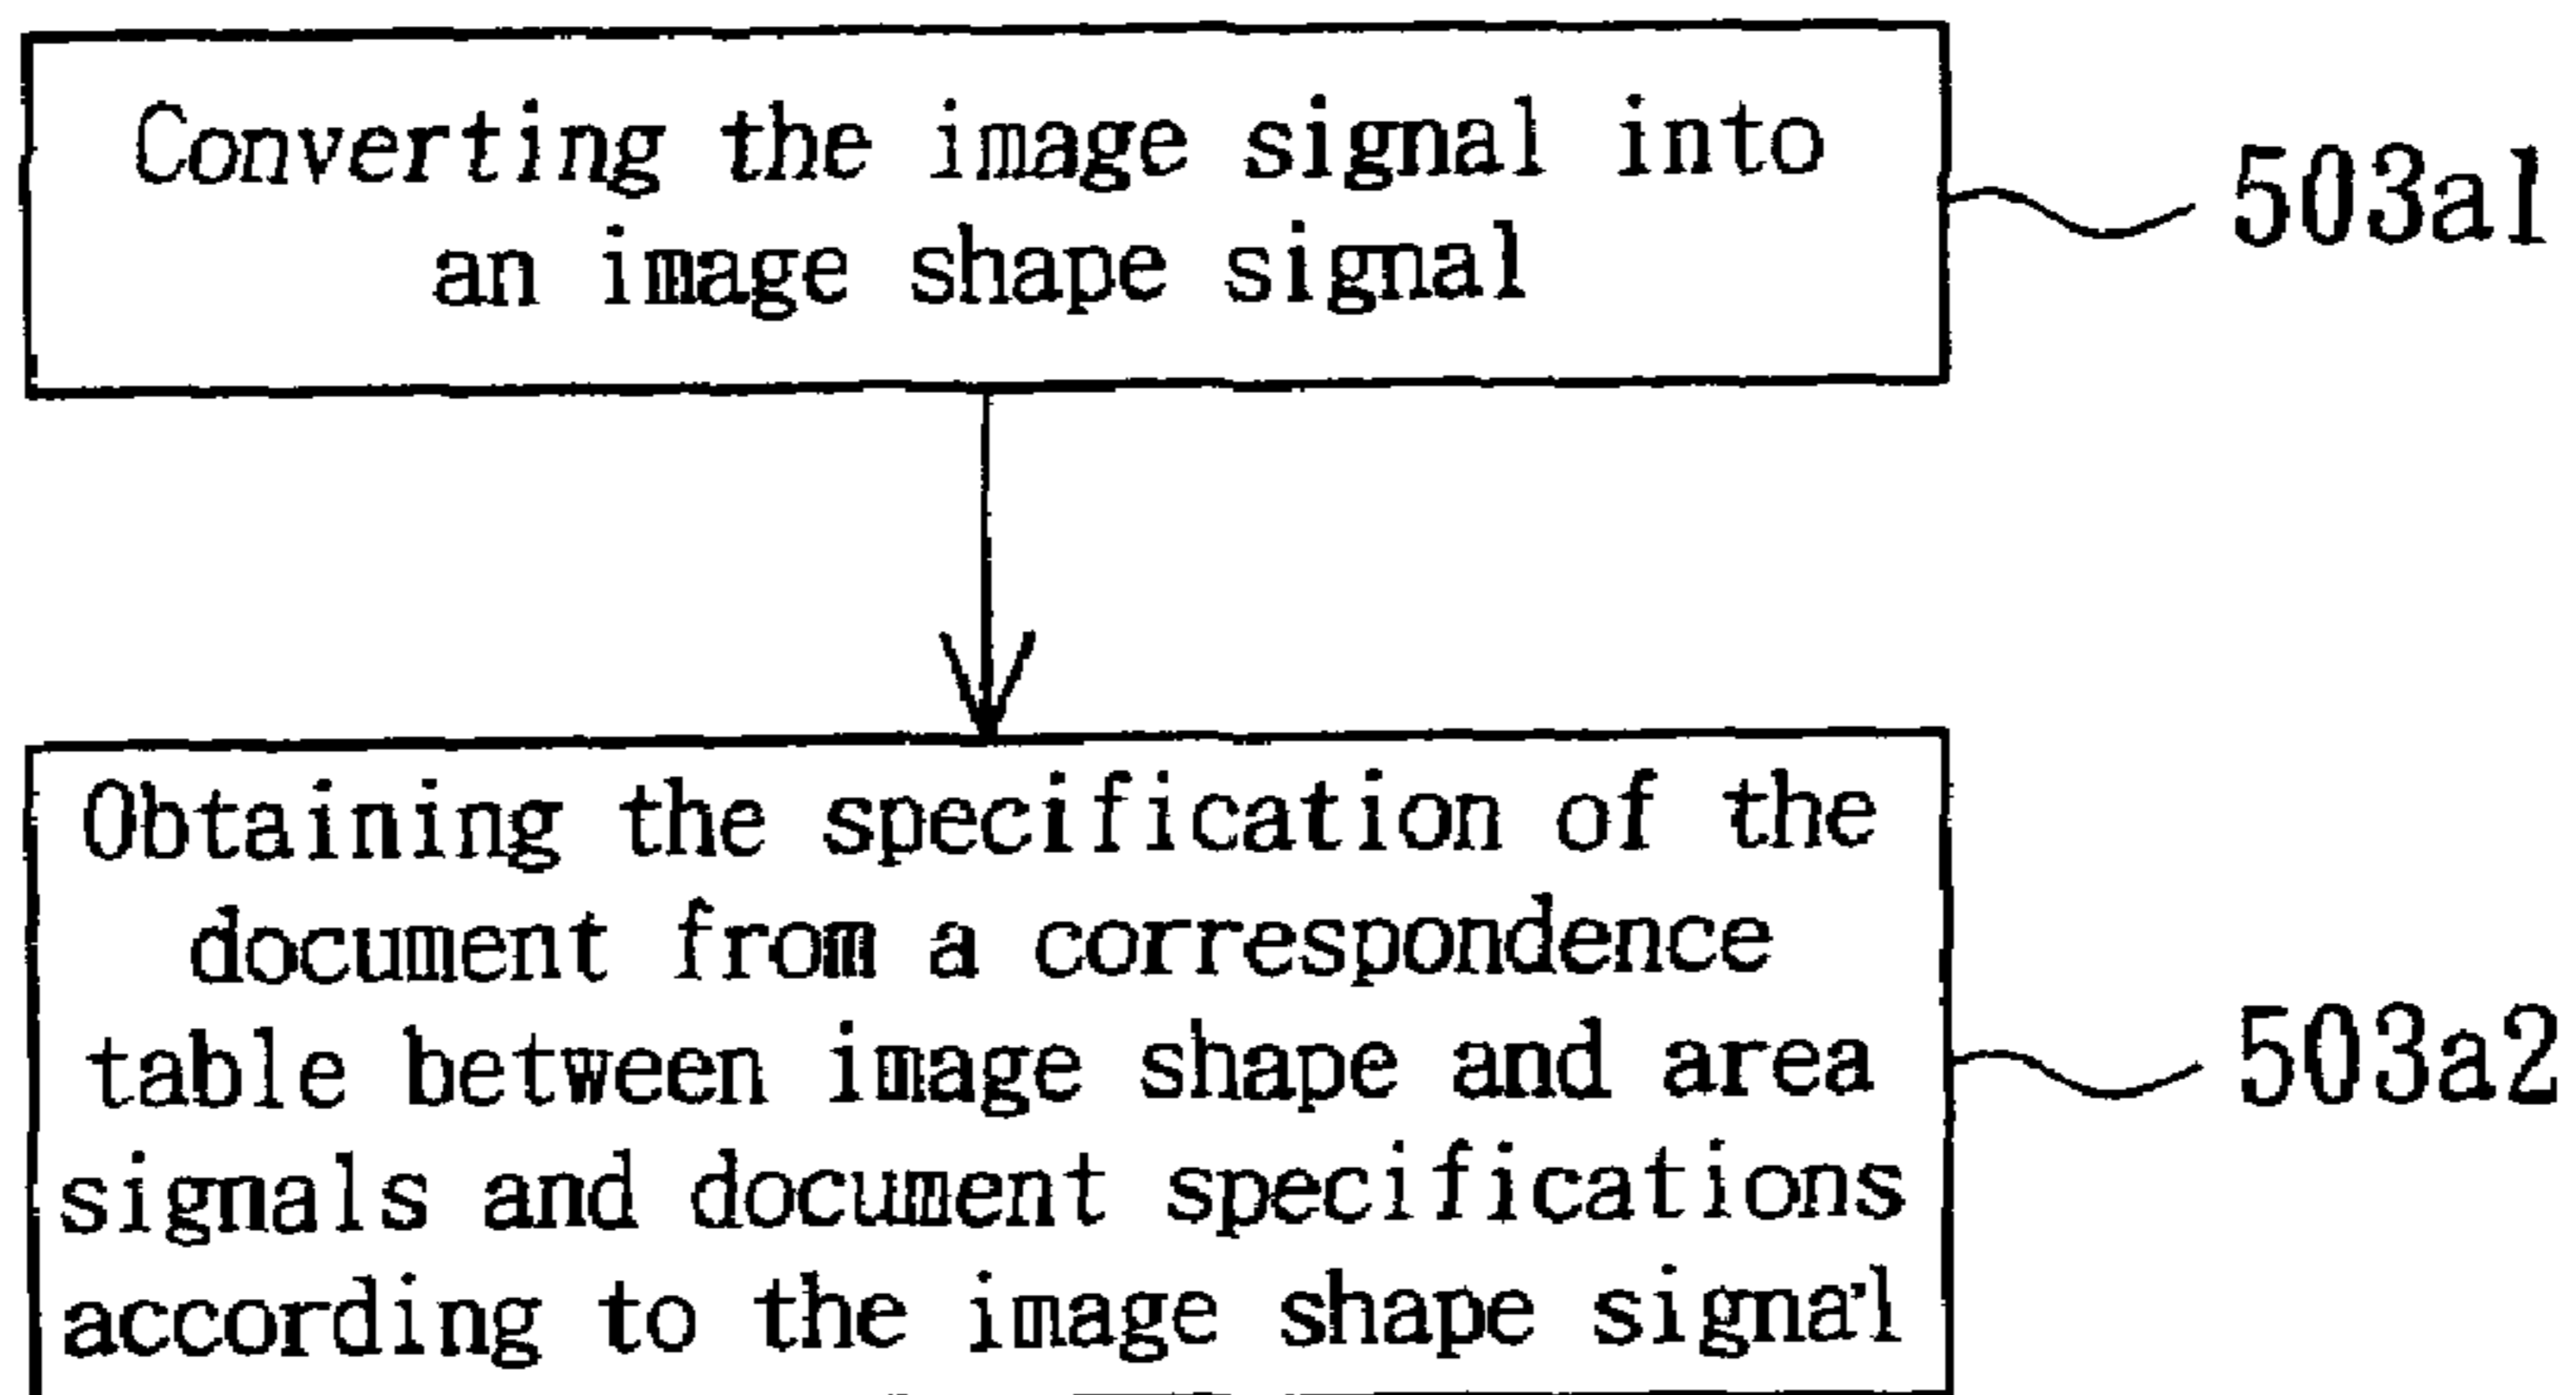 Converting the image signal into
an image shape signal
503a1
Obtaining the specification of the
document from a correspondence
table between image shape and area
signals and document specifications
according to the image shape signal
503a2